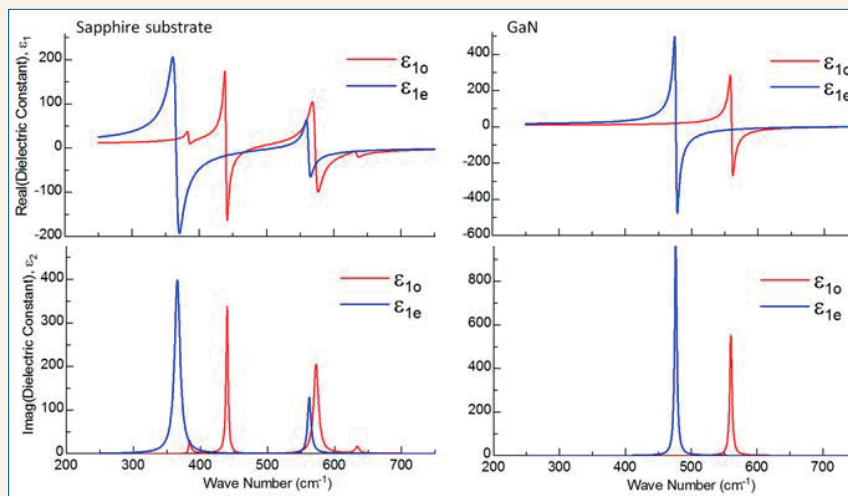 Sapphire substrate
GaN
Real(Dielectric Constant), ε1
200
100
0
-100
-200
ε1o
ε1e
400
200
0
-200
-400
-600
ε1o
ε1e
Imag(Dielectric Constant), ε2
400
300
200
100
0
ε1o
ε1e
200
300
400
500
600
700
Wave Number (cm-1)
800
600
400
200
0
ε1o
ε1e
200
300
400
500
600
700
Wave Number (cm-1)